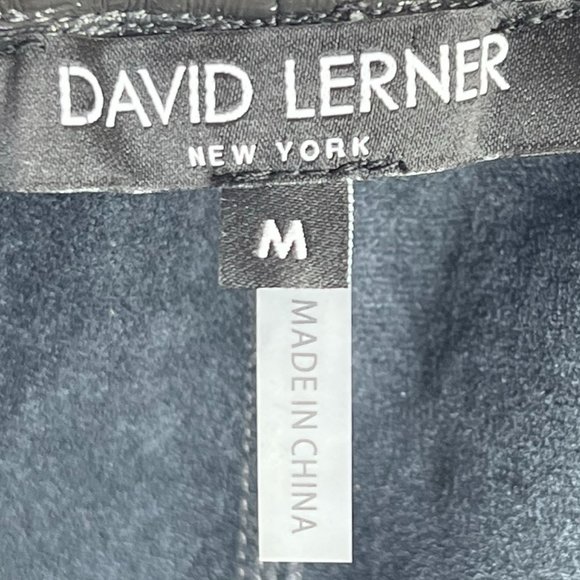 DAVID LERNER
NEW YORK
M
MADE IN CHINA